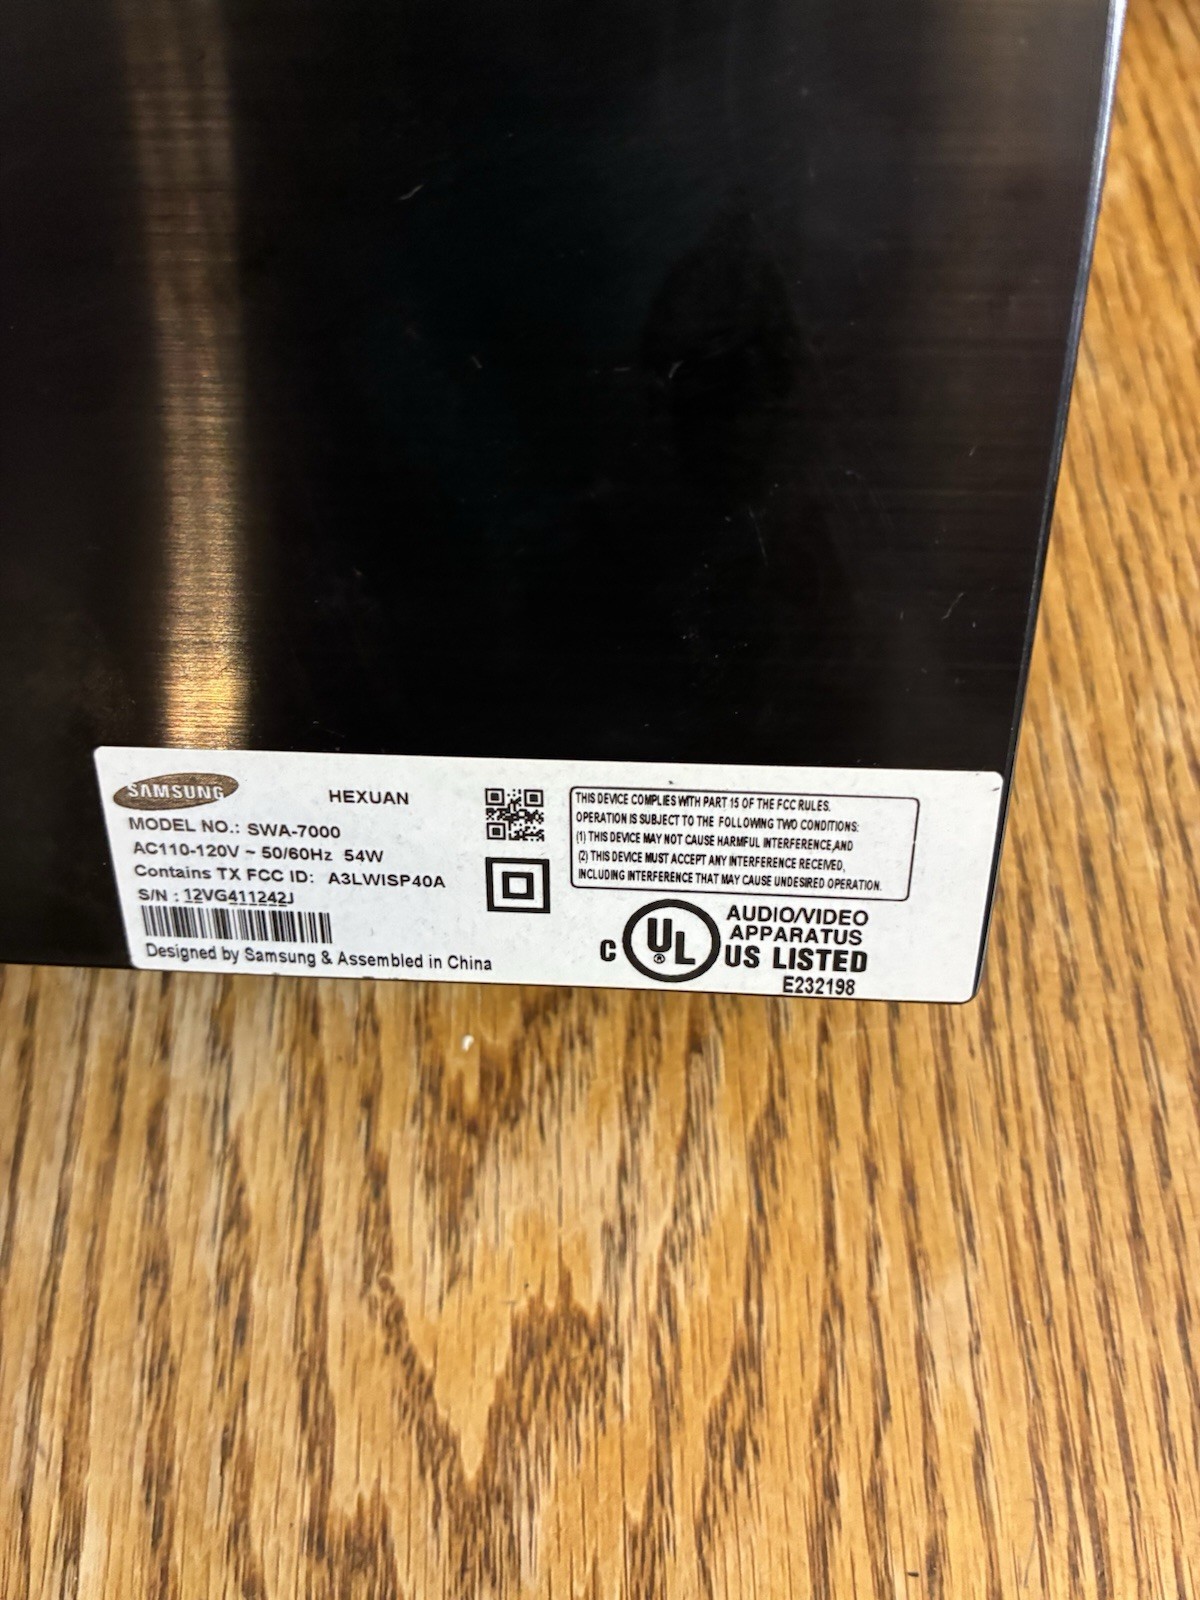 SAMSUNG
HEXUAN
MODEL NO.: SWA-7000
AC110-120V ~ 50/60Hz 54W
Contains TX FCC ID: A3LWISP40A
S/N : 12VG411242J
Designed by Samsung & Assembled in China
THIS DEVICE COMPLIES WITH PART 15 OF THE FCC RULES.
OPERATION IS SUBJECT TO THE FOLLOWING TWO CONDITIONS:
(1) THIS DEVICE MAY NOT CAUSE HARMFUL INTERFERENCE,AND
(2) THIS DEVICE MUST ACCEPT ANY INTERFERENCE RECEIVED,
INCLUDING INTERFERENCE THAT MAY CAUSE UNDESIRED OPERATION.
C UL ® US LISTED
AUDIO/VIDEO
APPARATUS
E232198